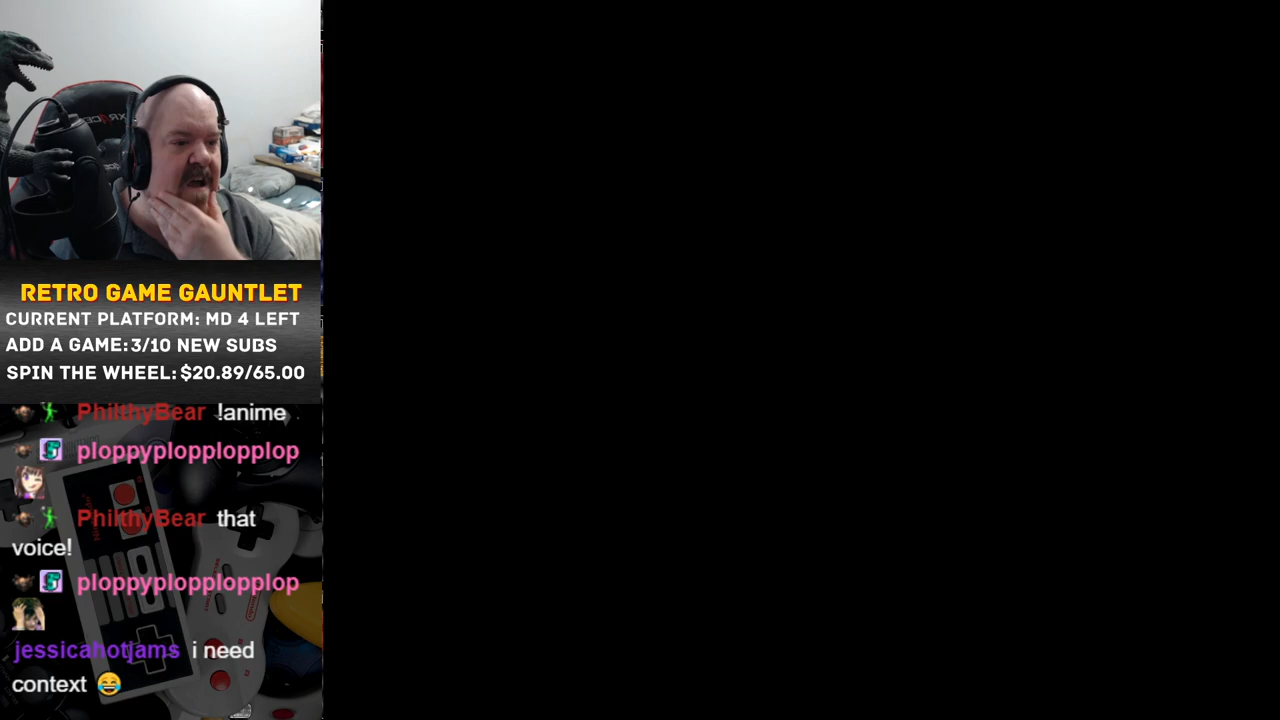 RETRO GAME GAUNTLET
CURRENT PLATFORM: MD 4 LEFT
ADD A GAME: 3/10 NEW SUBS
SPIN THE WHEEL: $20.89/65.00
PhilthyBear !anime
ploppyplopplopplop
PhilthyBear that
voice!
ploppyplopplopplop
jessicahotjams i need
context 😂